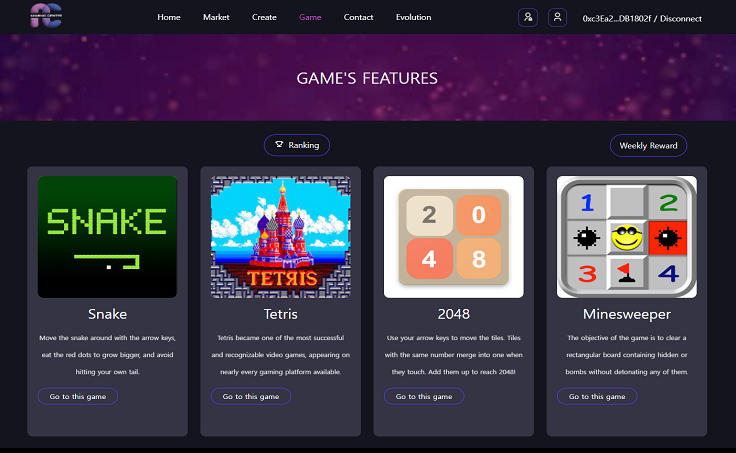 Home Market Create Game Contact Evolution 0xc3Ea2...DB1802f / Disconnect
GAME'S FEATURES
Ranking
Weekly Reward
SNAKE
Snake
Move the snake around with the arrow keys,
eat the red dots to grow bigger, and avoid
hitting your own tail.
Go to this game
TETRIS
Tetris
Tetris became one of the most successful
and recognizable video games, appearing on
nearly every gaming platform available.
Go to this game
2 0
4 8
2048
Use your arrow keys to move the tiles. Tiles
with the same number merge into one when
they touch. Add them up to reach 2048!
Go to this game
1 2
3 4
Minesweeper
The objective of the game is to clear a
rectangular board containing hidden or
bombs without detonating any of them.
Go to this game